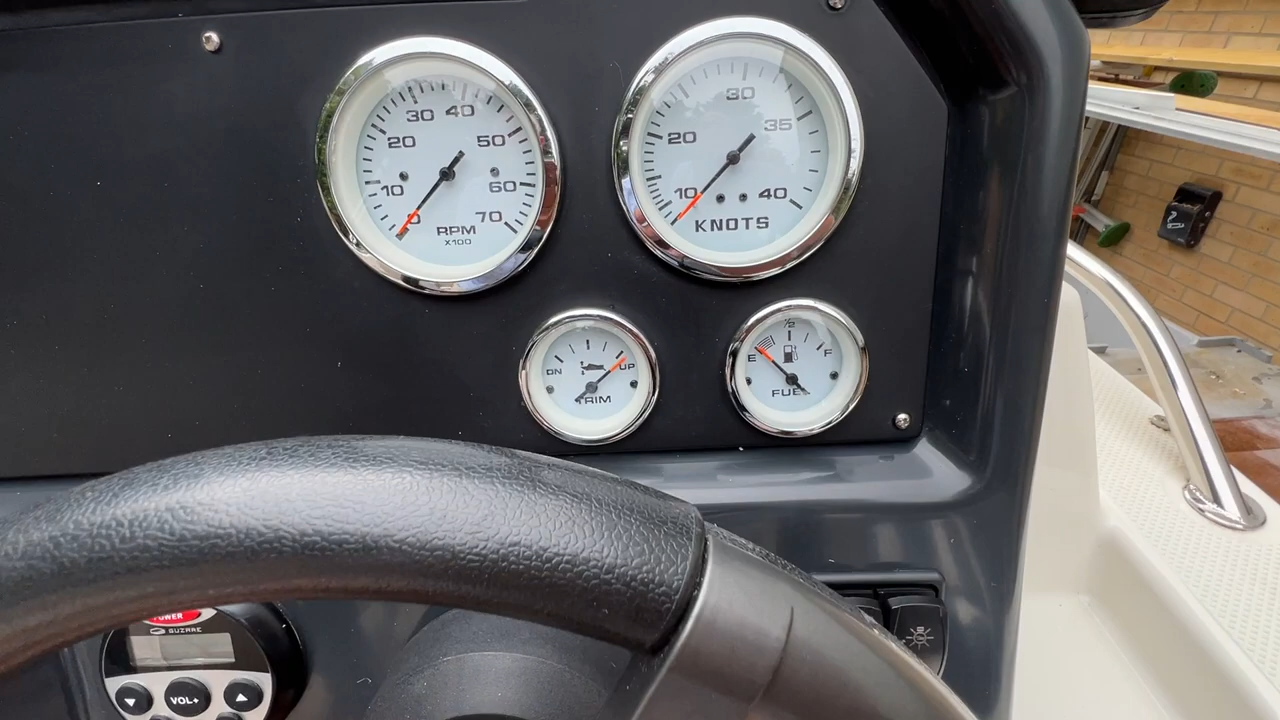 0 10 20 30 40 50 60 70
RPM
X100
10 20 30 35 40
KNOTS
DN UP
TRIM
E 1/2 F
FUEL
POWER
GUZARE
VOL+